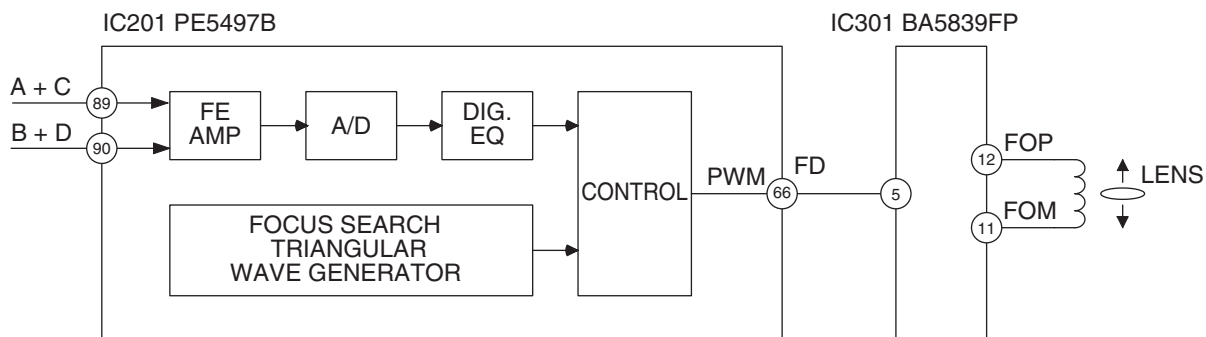 IC201 PE5497B
IC301 BA5839FP
A + C
89
B + D
90
FE
AMP
A/D
DIG.
EQ
CONTROL
PWM
66
FD
5
12
FOP
11
FOM
LENS
FOCUS SEARCH
TRIANGULAR
WAVE GENERATOR